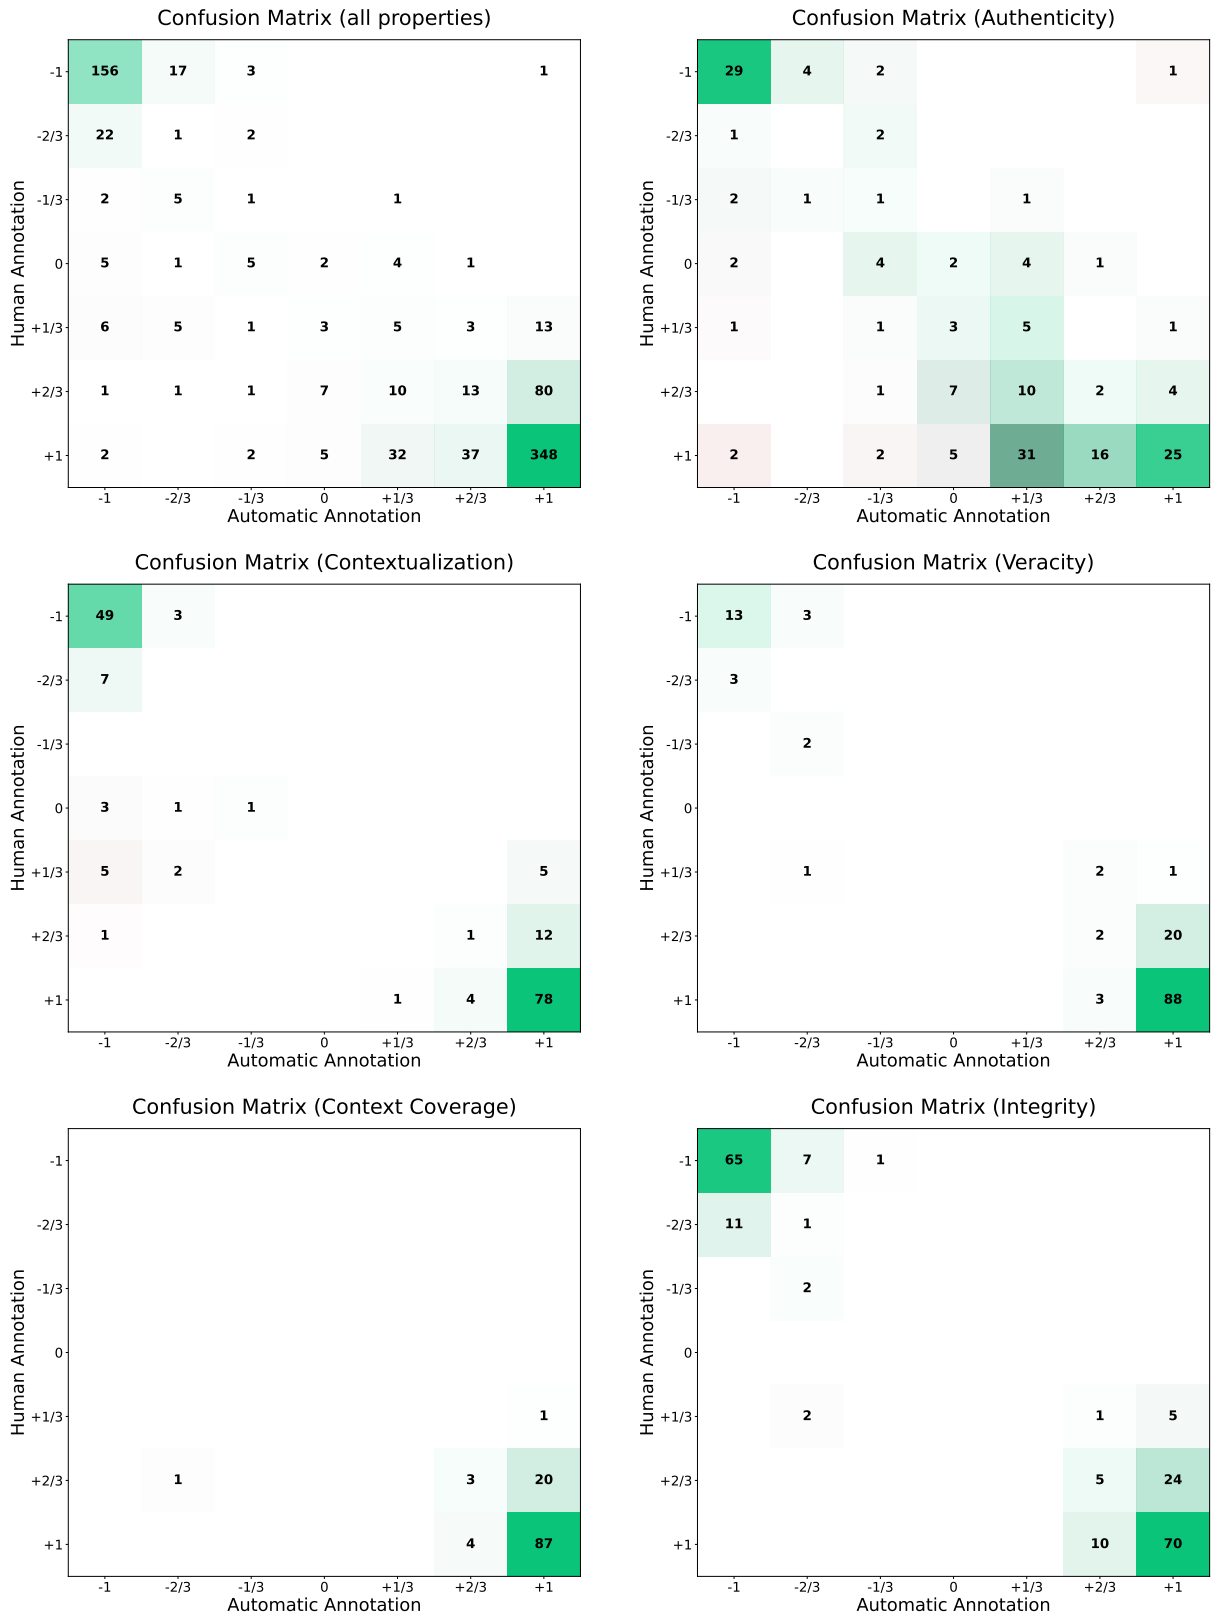 Confusion Matrix (all properties)
Human Annotation
-1 156 17 3 1
-2/3 22 1 2
-1/3 2 5 1 1
0 5 1 5 2 4 1
+1/3 6 5 1 3 5 3 13
+2/3 1 1 1 7 10 13 80
+1 2 2 5 32 37 348
-1 -2/3 -1/3 0 +1/3 +2/3 +1
Automatic Annotation
Confusion Matrix (Authenticity)
Human Annotation
-1 29 4 2 1
-2/3 1 2
-1/3 2 1 1 1
0 2 4 2 4 1
+1/3 1 1 3 5 1
+2/3 1 7 10 2 4
+1 2 2 5 31 16 25
-1 -2/3 -1/3 0 +1/3 +2/3 +1
Automatic Annotation
Confusion Matrix (Contextualization)
Human Annotation
-1 49 3
-2/3 7
-1/3
0 3 1 1
+1/3 5 2 5
+2/3 1 1 12
+1 1 4 78
-1 -2/3 -1/3 0 +1/3 +2/3 +1
Automatic Annotation
Confusion Matrix (Veracity)
Human Annotation
-1 13 3
-2/3 3
-1/3 2
0
+1/3 1 2 1
+2/3 2 20
+1 3 88
-1 -2/3 -1/3 0 +1/3 +2/3 +1
Automatic Annotation
Confusion Matrix (Context Coverage)
Human Annotation
-1
-2/3
-1/3
0
+1/3 1
+2/3 1 3 20
+1 4 87
-1 -2/3 -1/3 0 +1/3 +2/3 +1
Automatic Annotation
Confusion Matrix (Integrity)
Human Annotation
-1 65 7 1
-2/3 11 1
-1/3 2
0
+1/3 2 1 5
+2/3 5 24
+1 10 70
-1 -2/3 -1/3 0 +1/3 +2/3 +1
Automatic Annotation